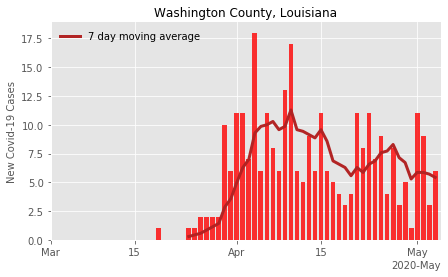 Washington County, Louisiana
7 day moving average
New Covid-19 Cases
17.5
15.0
12.5
10.0
7.5
5.0
2.5
0.0
Mar
15
Apr
15
May
2020-May